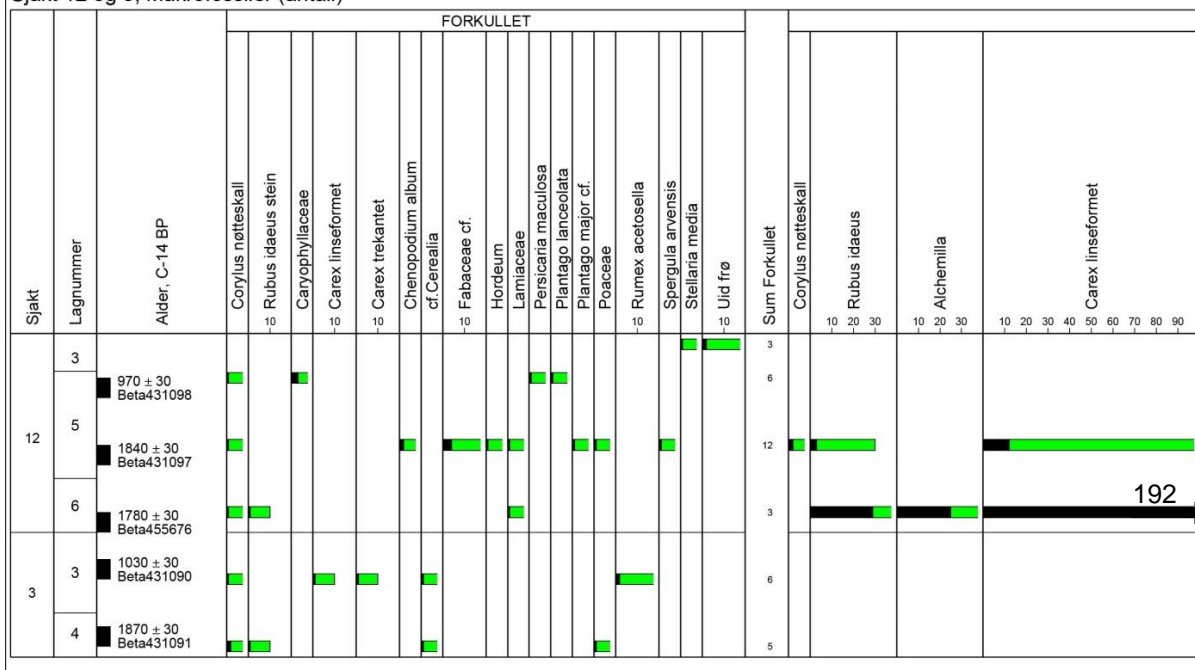 Sjakt 12 og 3, makrofossiler (antall)
FORKULLET
Sjakt
Lagnummer
Alder, C-14 BP
Corylus nøtteskall
Rubus idaeus stein
Caryophyllaceae
Carex linseformet
Carex trekantet
Chenopodium album
cf.Cerealia
Fabaceae cf.
Hordeum
Lamiaceae
Persicaria maculosa
Plantago lanceolata
Plantago major cf.
Poaceae
Rumex acetosella
Spergula arvensis
Stellaria media
Uid frø
Sum Forkullet
Corylus nøtteskall
Rubus idaeus
Alchemilla
Carex linseformet
10 10 10 10 10 10 10 20 30 10 20 30 10 20 30 40 50 60 70 80 90
3 3
970 ± 30 6
Beta431098
5
12 1840 ± 30 12
Beta431097
6 192
1780 ± 30 3
Beta455676
3 1030 ± 30 6
Beta431090
3
4 1870 ± 30
Beta431091 5